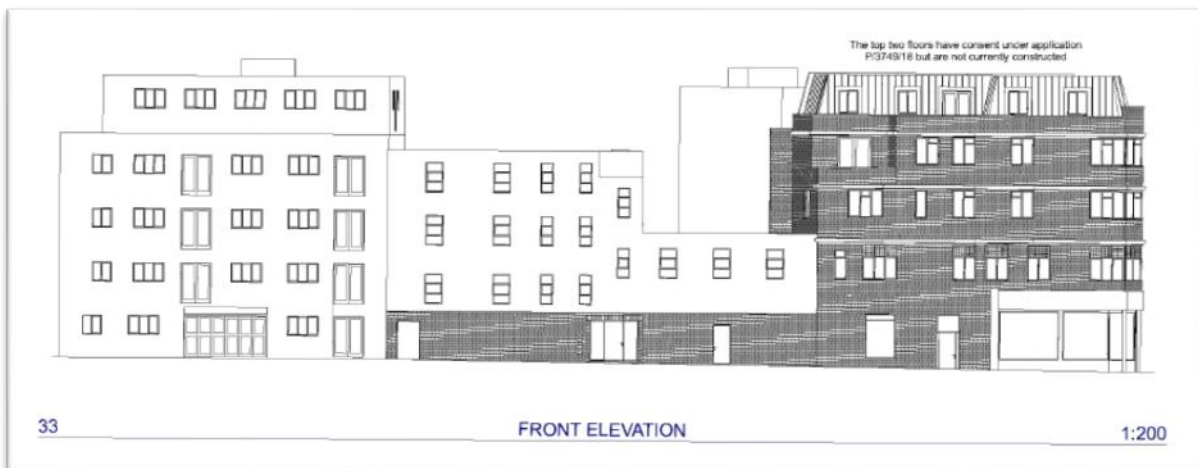 The top two floors have consent under application
P/3749/18 but are not currently constructed
33
FRONT ELEVATION
1:200